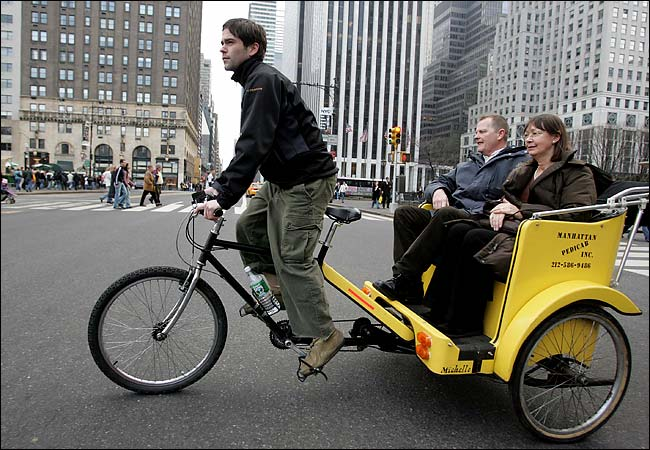 MANHATTAN
PEDICAB
INC.
212-586-9486
Michelle